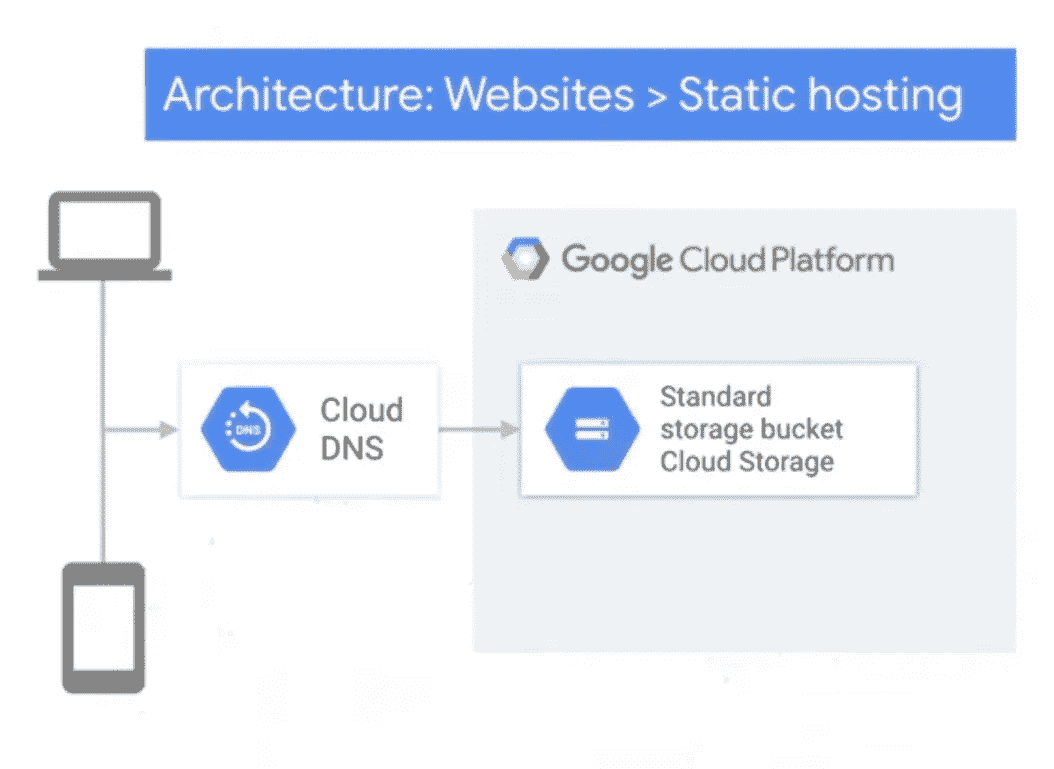 Architecture: Websites > Static hosting
Google Cloud Platform
Cloud
DNS
DNS
Standard
storage bucket
Cloud Storage